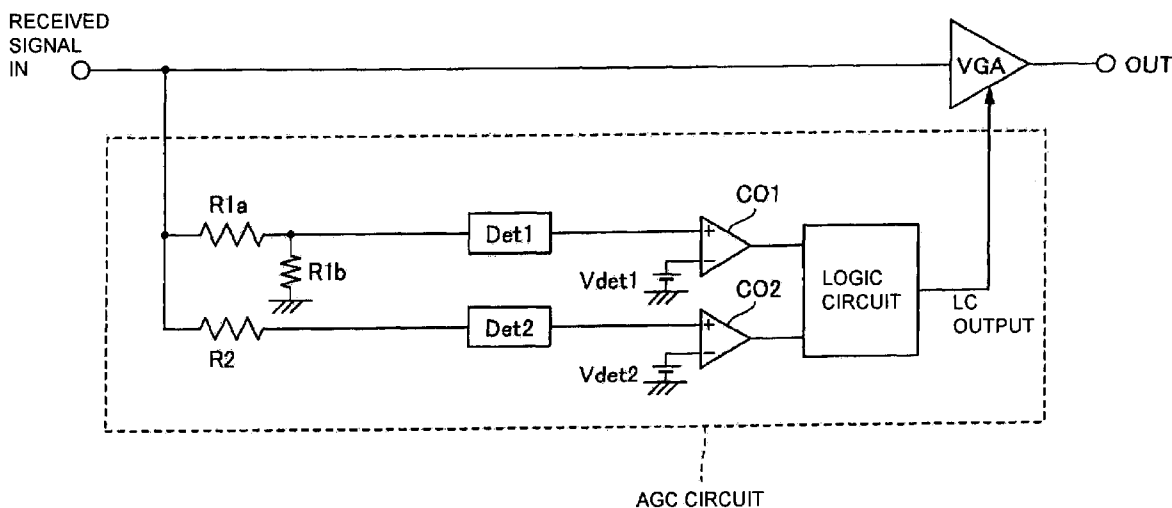 RECEIVED
SIGNAL
IN
VGA
OUT
R1a
Det1
CO1
R1b
Vdet1
LOGIC
CIRCUIT
CO2
LC
OUTPUT
R2
Det2
Vdet2
+
-
+
-
AGC CIRCUIT